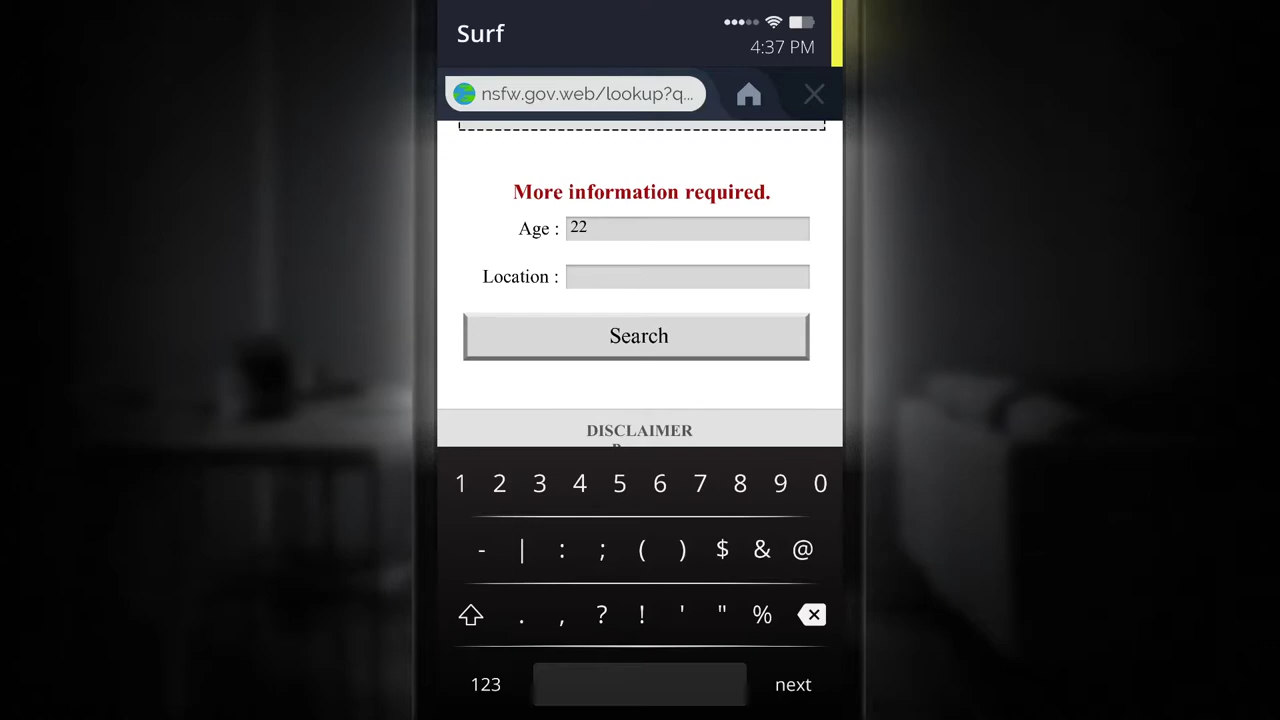 Surf
4:37 PM
nsfw.gov.web/lookup?q...
More information required.
Age : 22
Location :
Search
DISCLAIMER
1 2 3 4 5 6 7 8 9 0
- | : ; ( ) $ & @
. , ? ! ' " %
123 next